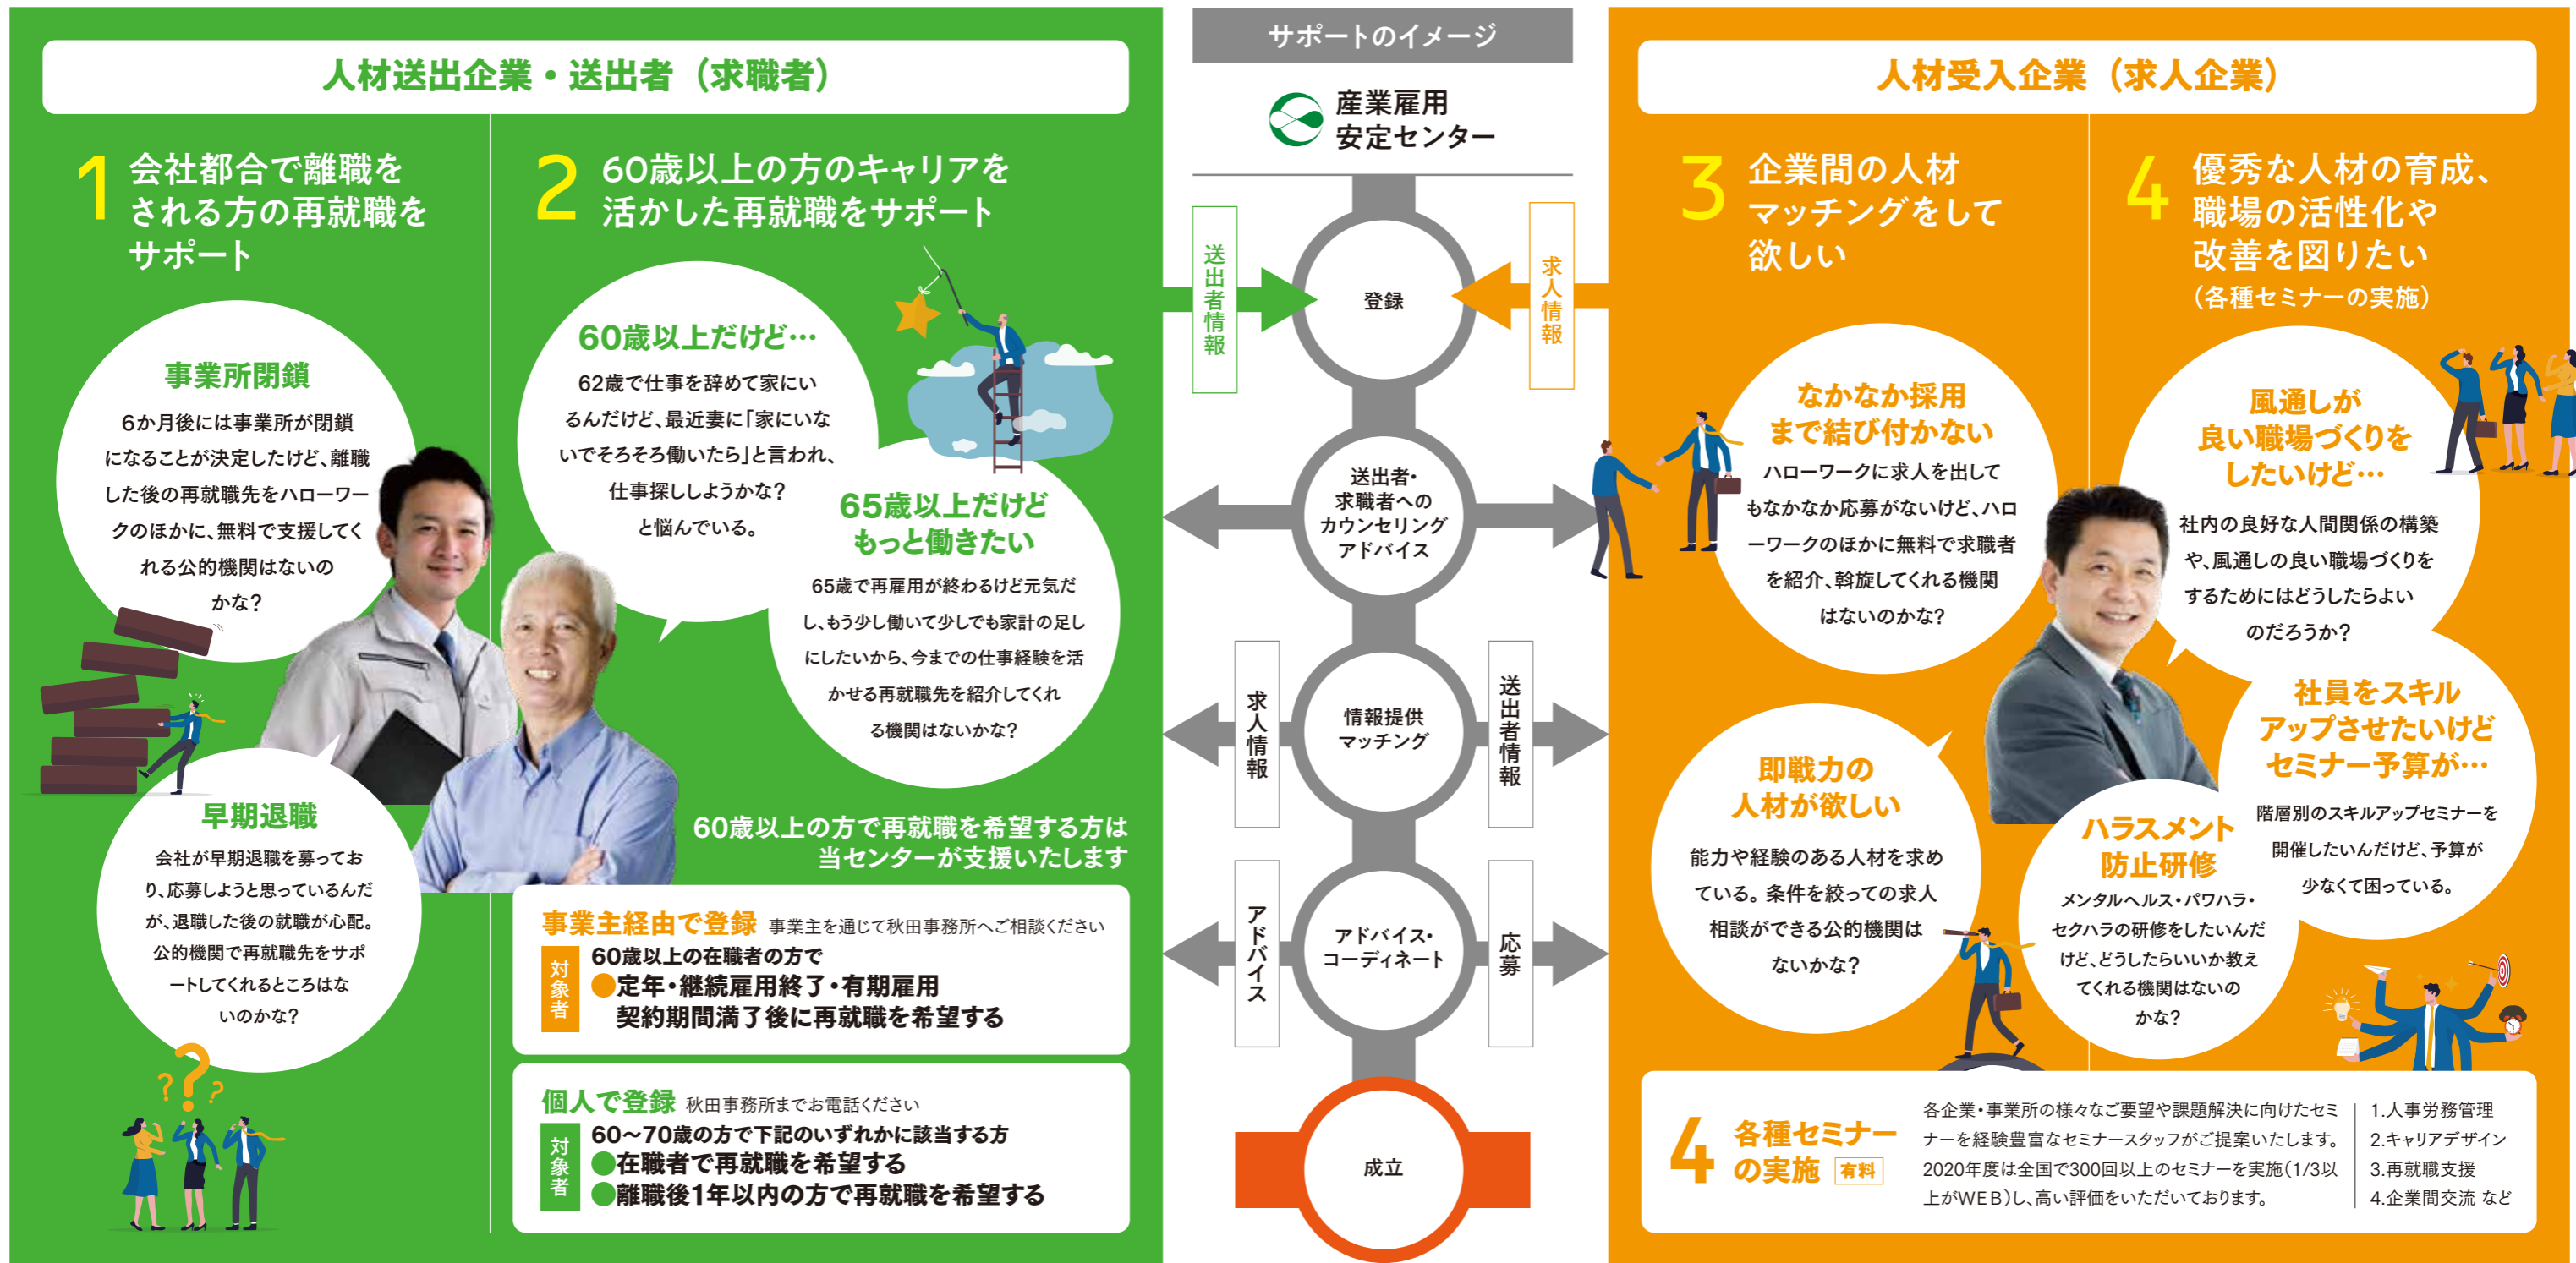 人材送出企業・送出者（求職者）
1
会社都合で離職を
される方の再就職を
サポート
事業所閉鎖
6か月後には事業所が閉鎖
になることが決定したけど、離職
した後の再就職先をハローワー
クのほかに、無料で支援してく
れる公的機関はないの
かな？
早期退職
会社が早期退職を募ってお
り、応募しようと思っているんだ
が、退職した後の就職が心配。
公的機関で再就職先をサポ
ートしてくれるところはな
いのかな？
2
60歳以上の方のキャリアを
活かした再就職をサポート
60歳以上だけど…
62歳で仕事を辞めて家にい
るんだけど、最近妻に「家にいな
いでそろそろ働いたら」と言われ、
仕事探ししようかな？
と悩んでいる。
65歳以上だけど
もっと働きたい
65歳で再雇用が終わるけど元気だ
し、もう少し働いて少しでも家計の足し
にしたいから、今までの仕事経験を活
かせる再就職先を紹介してくれ
る機関はないかな？
60歳以上の方で再就職を希望する方は
当センターが支援いたします
事業主経由で登録 事業主を通じて秋田事務所へご相談ください
対象者
60歳以上の在職者の方で
●定年・継続雇用終了・有期雇用
契約期間満了後に再就職を希望する
個人で登録 秋田事務所までお電話ください
対象者
60～70歳の方で下記のいずれかに該当する方
●在職者で再就職を希望する
●離職後1年以内の方で再就職を希望する
サポートのイメージ
産業雇用
安定センター
送出者情報
登録
求人情報
送出者・
求職者への
カウンセリング
アドバイス
求人情報
情報提供
マッチング
送出者情報
アドバイス
アドバイス・
コーディネート
応募
成立
人材受入企業（求人企業）
3
企業間の人材
マッチングをして
欲しい
なかなか採用
まで結び付かない
ハローワークに求人を出して
もなかなか応募がないけど、ハロ
ーワークのほかに無料で求職者
を紹介、斡旋してくれる機関
はないのかな？
即戦力の
人材が欲しい
能力や経験のある人材を求め
ている。条件を絞っての求人
相談ができる公的機関は
ないかな？
4
優秀な人材の育成、
職場の活性化や
改善を図りたい
（各種セミナーの実施）
風通しが
良い職場づくりを
したいけど…
社内の良好な人間関係の構築
や、風通しの良い職場づくりを
するためにはどうしたらよい
のだろうか？
社員をスキル
アップさせたいけど
セミナー予算が…
階層別のスキルアップセミナーを
開催したいんだけど、予算が
少なくて困っている。
ハラスメント
防止研修
メンタルヘルス・パワハラ・
セクハラの研修をしたいんだ
けど、どうしたらいいか教え
てくれる機関はないの
かな？
4
各種セミナー
の実施 有料
各企業・事業所の様々なご要望や課題解決に向けたセミ
ナーを経験豊富なセミナースタッフがご提案いたします。
2020年度は全国で300回以上のセミナーを実施（1/3以
上がWEB）し、高い評価をいただいております。
1.人事労務管理
2.キャリアデザイン
3.再就職支援
4.企業間交流 など